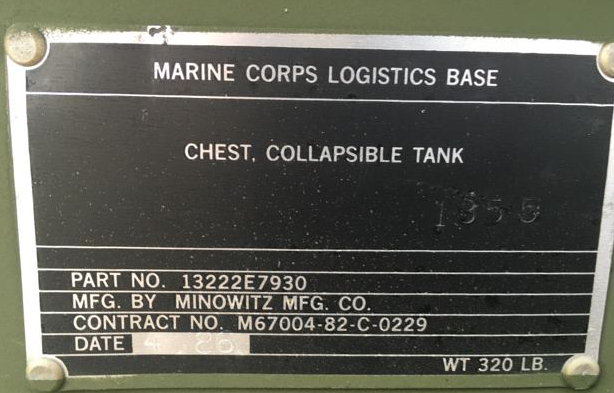 MARINE CORPS LOGISTICS BASE
CHEST, COLLAPSIBLE TANK
PART NO. 13222E7930
MFG. BY MINOWITZ MFG. CO.
CONTRACT NO. M67004-82-C-0229
DATE
WT 320 LB.